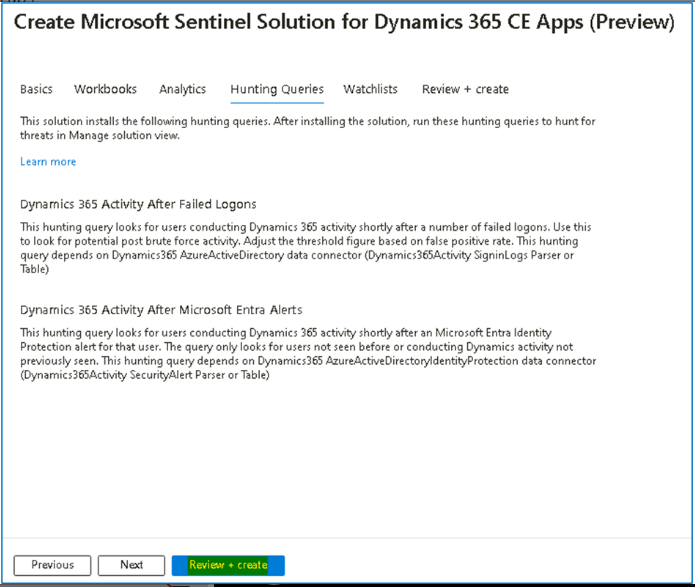 Create Microsoft Sentinel Solution for Dynamics 365 CE Apps (Preview)
Basics Workbooks Analytics Hunting Queries Watchlists Review + create
This solution installs the following hunting queries. After installing the solution, run these hunting queries to hunt for
threats in Manage solution view.
Learn more
Dynamics 365 Activity After Failed Logons
This hunting query looks for users conducting Dynamics 365 activity shortly after a number of failed logons. Use this
to look for potential post brute force activity. Adjust the threshold figure based on false positive rate. This hunting
query depends on Dynamics365 AzureActiveDirectory data connector (Dynamics365Activity SigninLogs Parser or
Table)
Dynamics 365 Activity After Microsoft Entra Alerts
This hunting query looks for users conducting Dynamics 365 activity shortly after an Microsoft Entra Identity
Protection alert for that user. The query only looks for users not seen before or conducting Dynamics activity not
previously seen. This hunting query depends on Dynamics365 AzureActiveDirectoryIdentityProtection data connector
(Dynamics365Activity SecurityAlert Parser or Table)
Previous Next Review + create